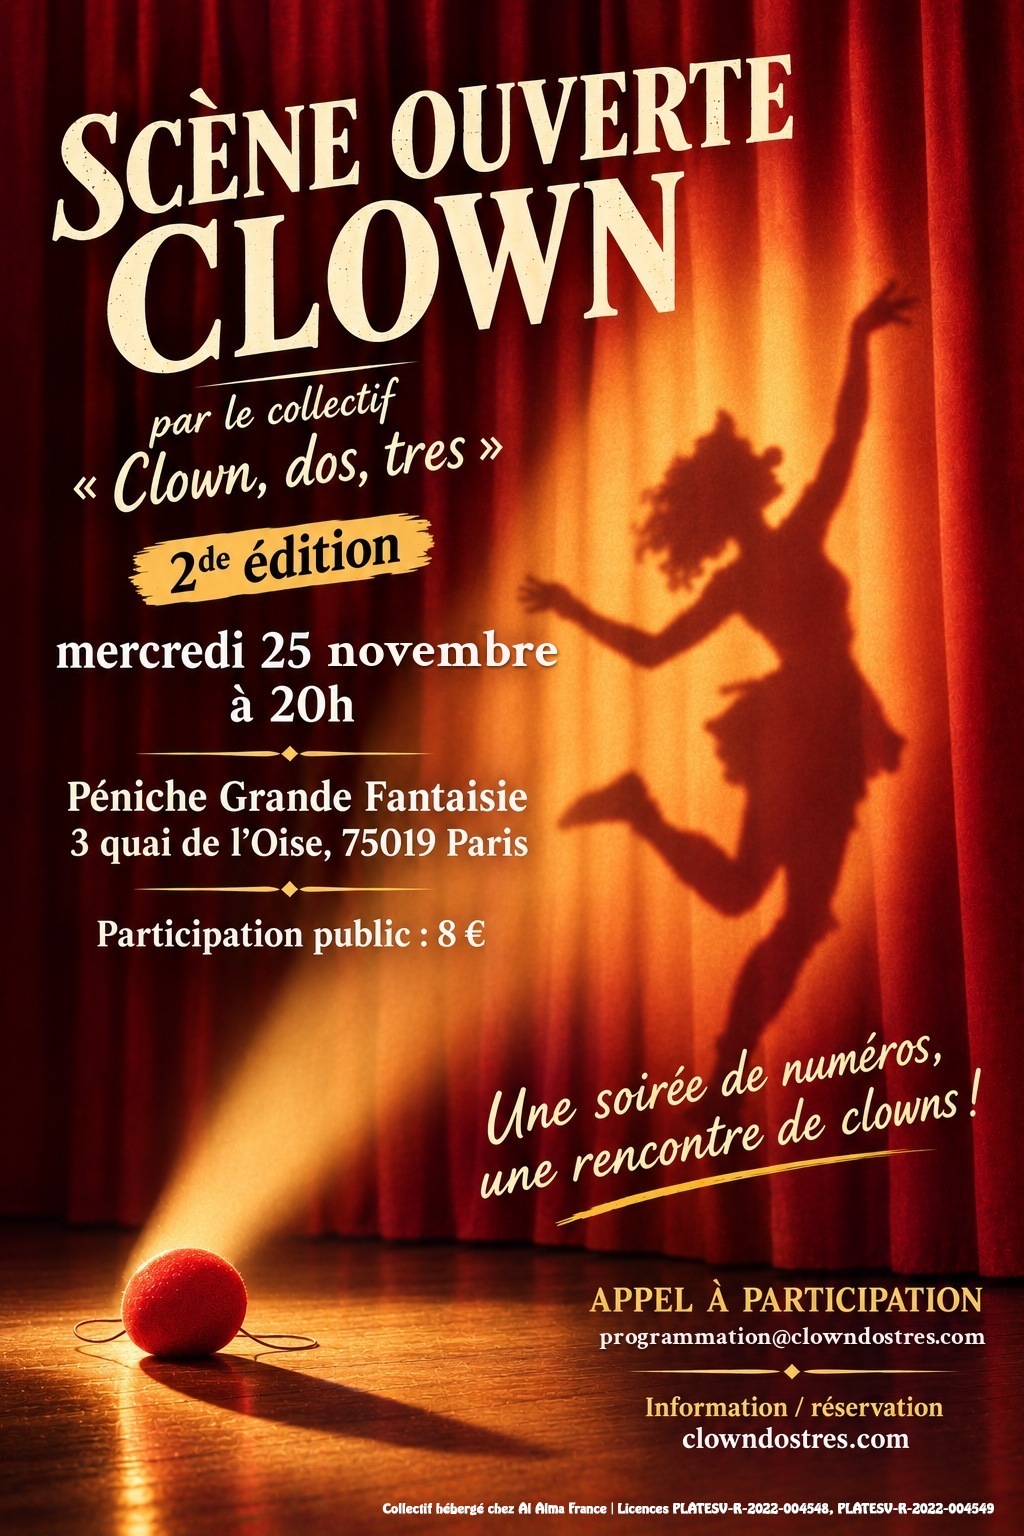 SCÈNE OUVERTE
CLOWN
par le collectif
« Clown, dos, tres »
2de édition
mercredi 25 novembre
à 20h
Péniche Grande Fantaisie
3 quai de l'Oise, 75019 Paris
Participation public : 8 €
Une soirée de numéros,
une rencontre de clowns !
APPEL À PARTICIPATION
programmation@clowndostres.com
Information / réservation
clowndostres.com
Collectif hébergé chez Al Alma France | Licences PLATESV-R-2022-004548, PLATESV-R-2022-004549